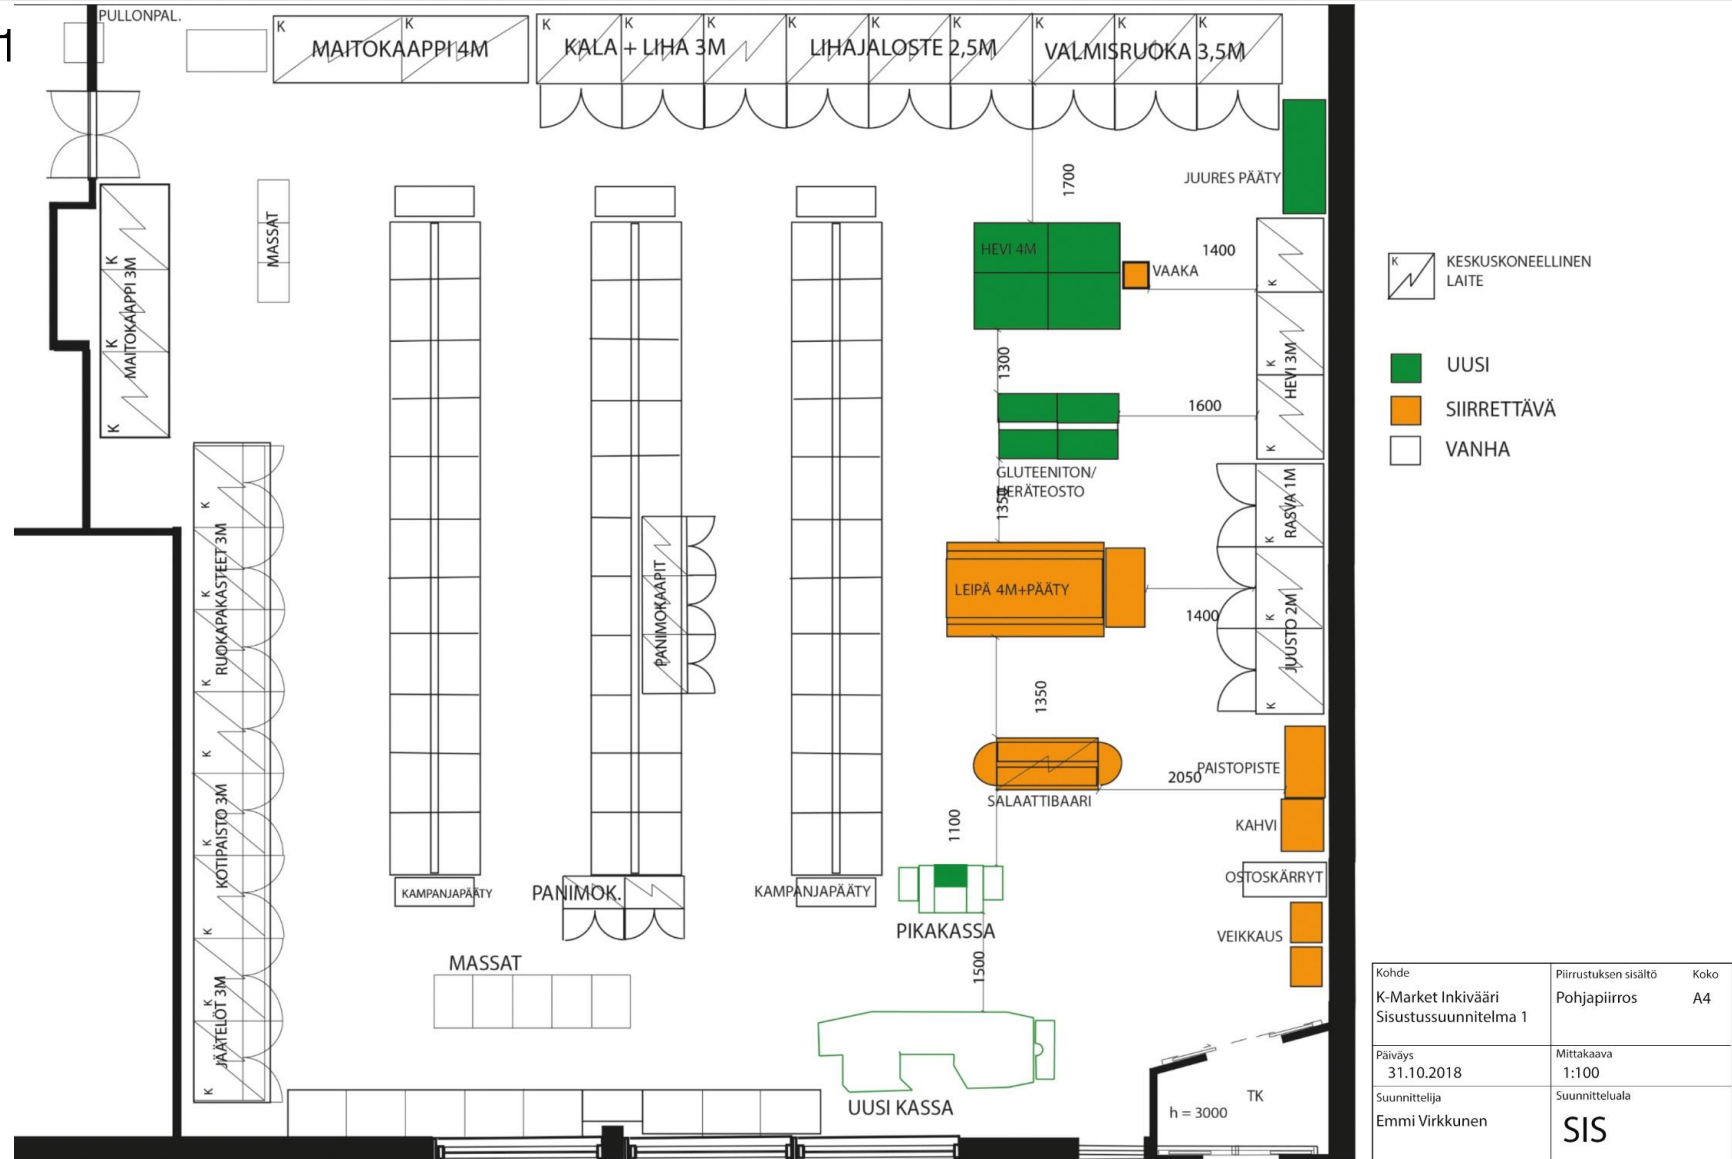 1
PULLONPAL.
K
K
MAITOKAAPPI 4M
K
K
K
K
K
K
K
K
K
KALA + LIHA 3M
LIHAJALOSTE 2,5M
VALMISRUOKA 3,5M
1700
JUURES PÄÄTY
MASSAT
MAITOKAAPPI 3M
K
K
K
HEVI 4M
VAAKA
1400
K
K
K
HEVI 3M
1300
1600
GLUTEENITON/
HERÄTEOSTO
1350
RASVA 1M
K
LEIPÄ 4M+PÄÄTY
1400
JUUSTO 2M
K
K
PANIMOKAAPIT
RUOKAPAKASTEET 3M
K
K
K
1350
PAISTOPISTE
2050
SALAATTIBAARI
KOTIPAISTO 3M
K
K
K
1100
KAHVI
OSTOSKÄRRYT
KAMPANJAPÄÄTY
PANIMOK.
KAMPANJAPÄÄTY
PIKAKASSA
VEIKKAUS
MASSAT
1500
JÄÄTELÖT 3M
K
K
UUSI KASSA
TK
h = 3000
K
KESKUSKONEELLINEN
LAITE
UUSI
SIIRRETTÄVÄ
VANHA
Kohde
K-Market Inkivääri
Sisustussuunnitelma 1
Piirrustuksen sisältö
Pohjapiirros
Koko
A4
Päiväys
31.10.2018
Mittakaava
1:100
Suunnittelija
Emmi Virkkunen
Suunnitteluala
SIS